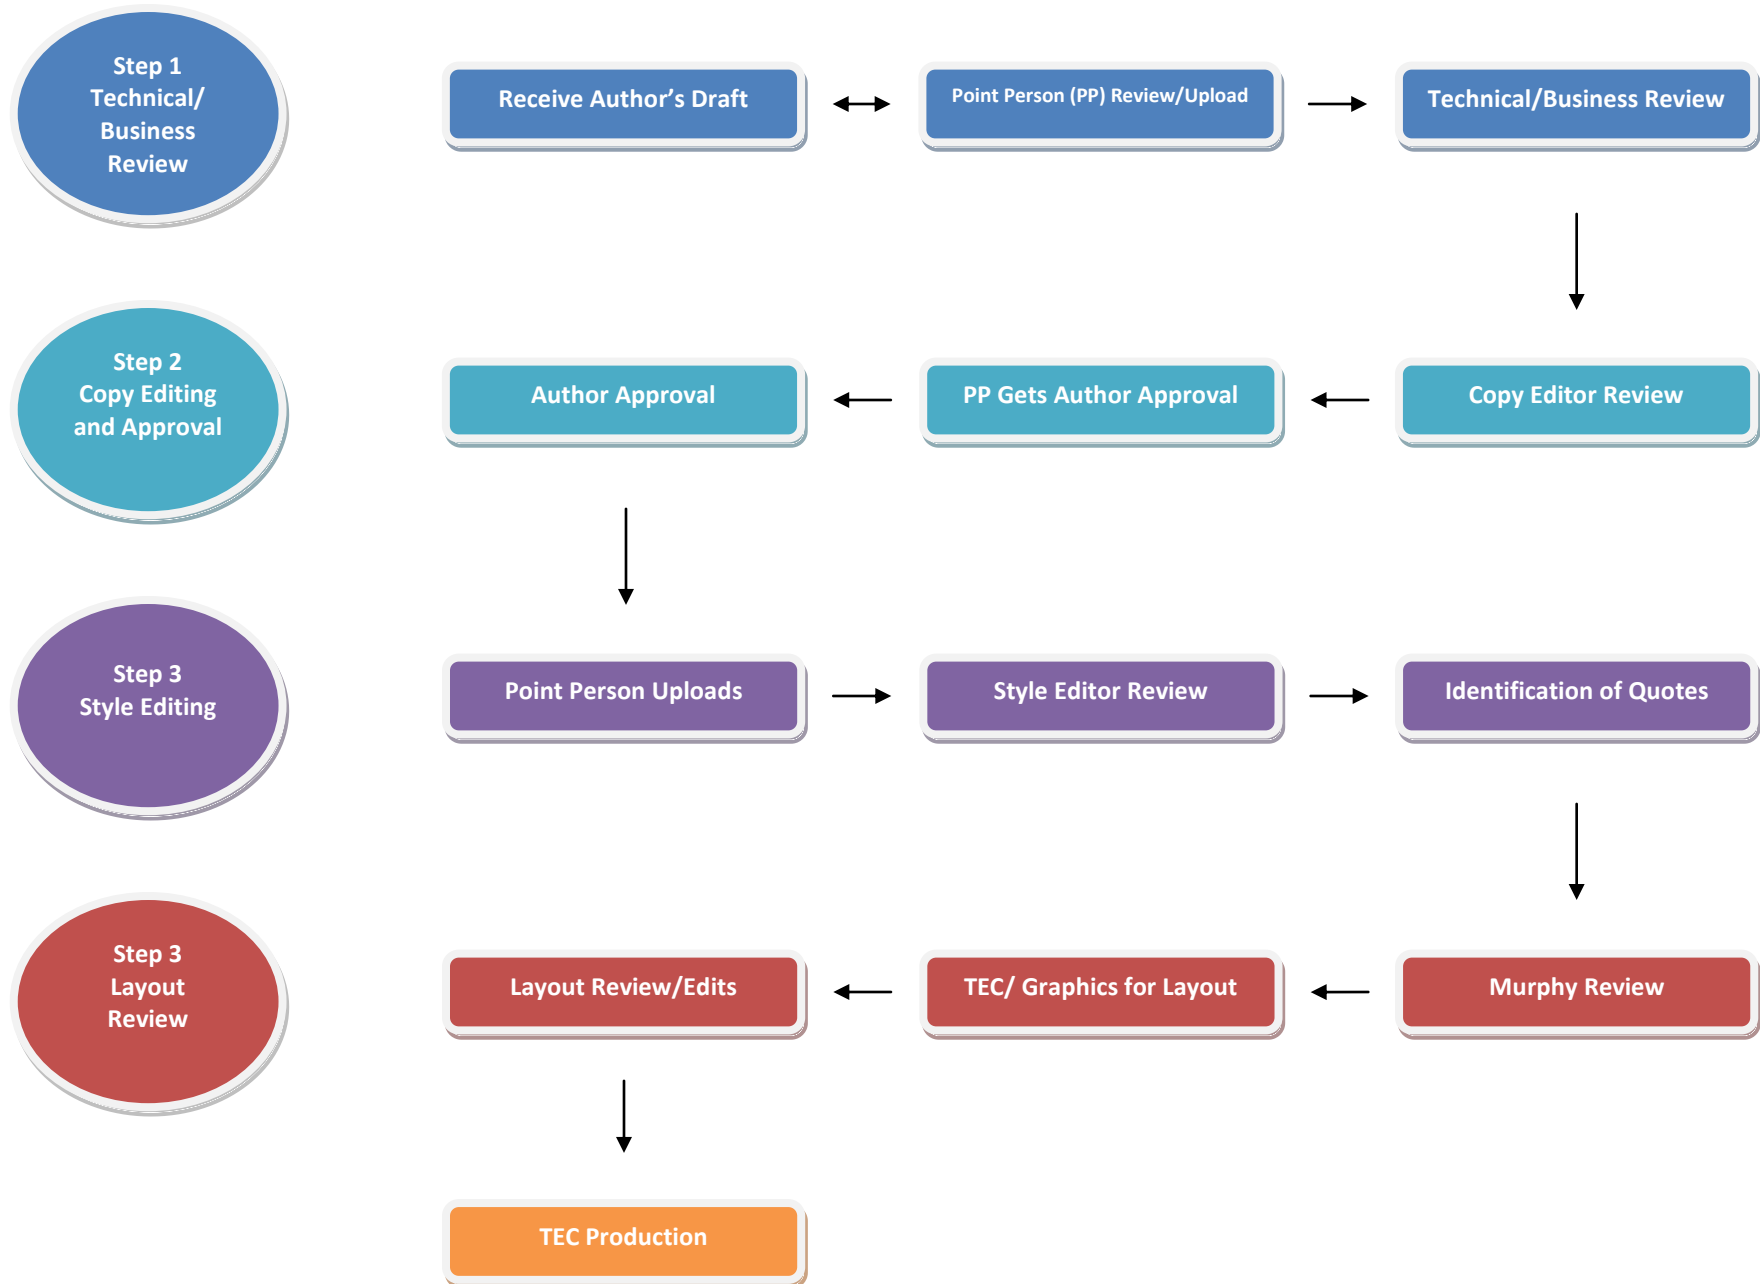 Step 1
Technical/
Business
Review
Receive Author’s Draft
Point Person (PP) Review/Upload
Technical/Business Review
Step 2
Copy Editing
and Approval
Author Approval
PP Gets Author Approval
Copy Editor Review
Step 3
Style Editing
Point Person Uploads
Style Editor Review
Identification of Quotes
Step 3
Layout
Review
Layout Review/Edits
TEC/ Graphics for Layout
Murphy Review
TEC Production